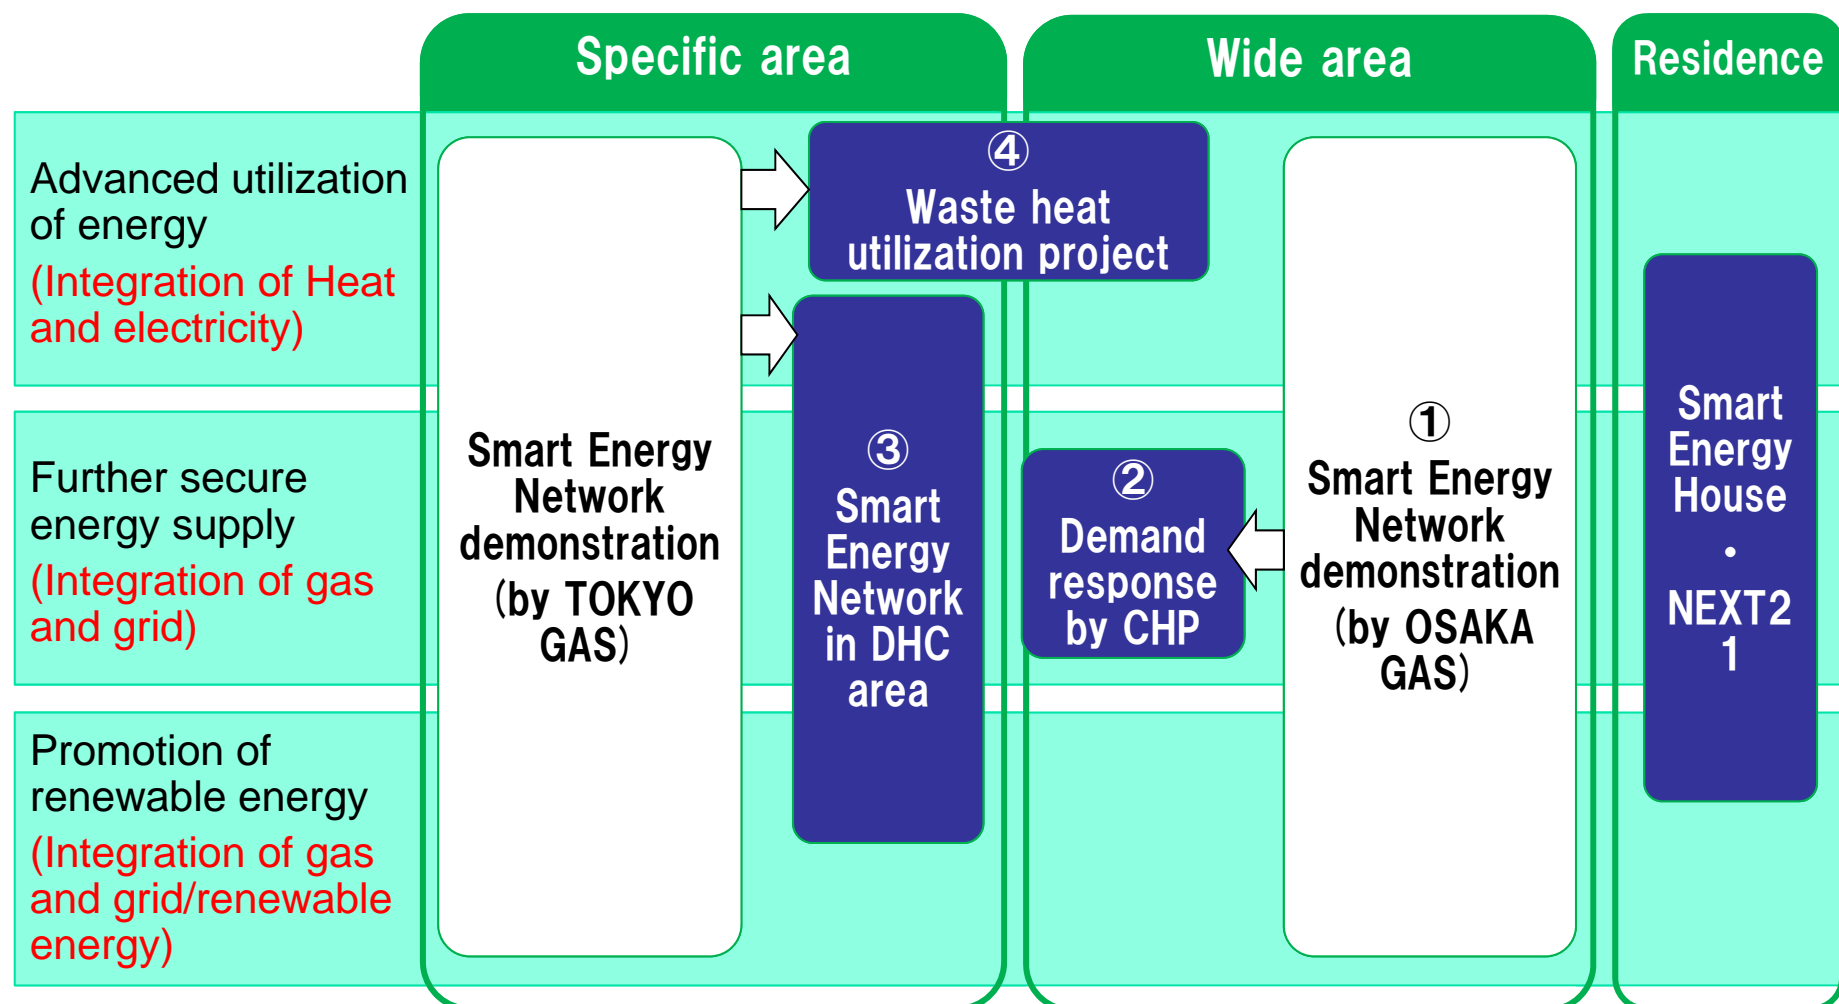 Specific area
Wide area
Residence
Advanced utilization
of energy
(Integration of Heat
and electricity)
Further secure
energy supply
(Integration of gas
and grid)
Promotion of
renewable energy
(Integration of gas
and grid/renewable
energy)
Smart Energy
Network
demonstration
(by TOKYO
GAS)
④
Waste heat
utilization project
③
Smart
Energy
Network
in DHC
area
②
Demand
response
by CHP
①
Smart Energy
Network
demonstration
(by OSAKA
GAS)
Smart
Energy
House
・
NEXT2
1